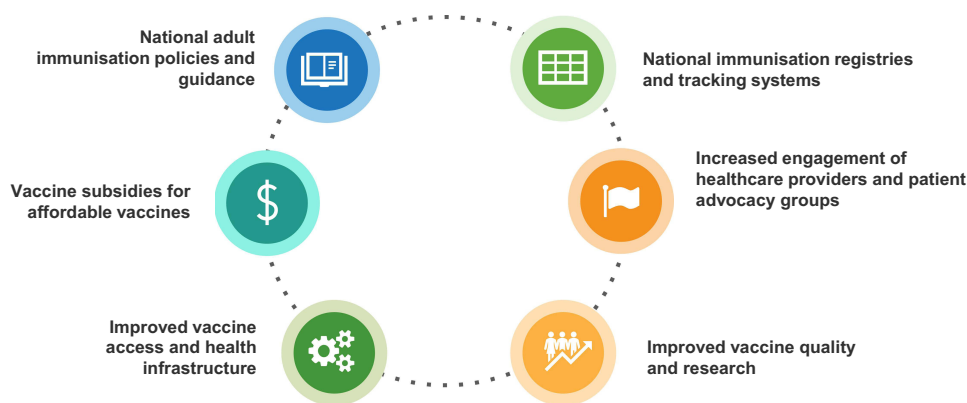 National adult
immunisation policies and
guidance
National immunisation registries
and tracking systems
Vaccine subsidies for
affordable vaccines
$
Increased engagement of
healthcare providers and patient
advocacy groups
Improved vaccine
access and health
infrastructure
Improved vaccine quality
and research